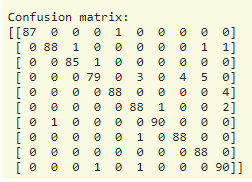 Confusion matrix:
[[87 0 0 0 1 0 0 0 0 0]
[ 0 88 1 0 0 0 0 0 1 1]
[ 0 0 85 1 0 0 0 0 0 0]
[ 0 0 0 79 0 3 0 4 5 0]
[ 0 0 0 0 88 0 0 0 0 4]
[ 0 0 0 0 0 88 1 0 0 2]
[ 0 1 0 0 0 0 90 0 0 0]
[ 0 0 0 0 0 1 0 88 0 0]
[ 0 0 0 0 0 0 0 0 88 0]
[ 0 0 0 1 0 1 0 0 0 90]]